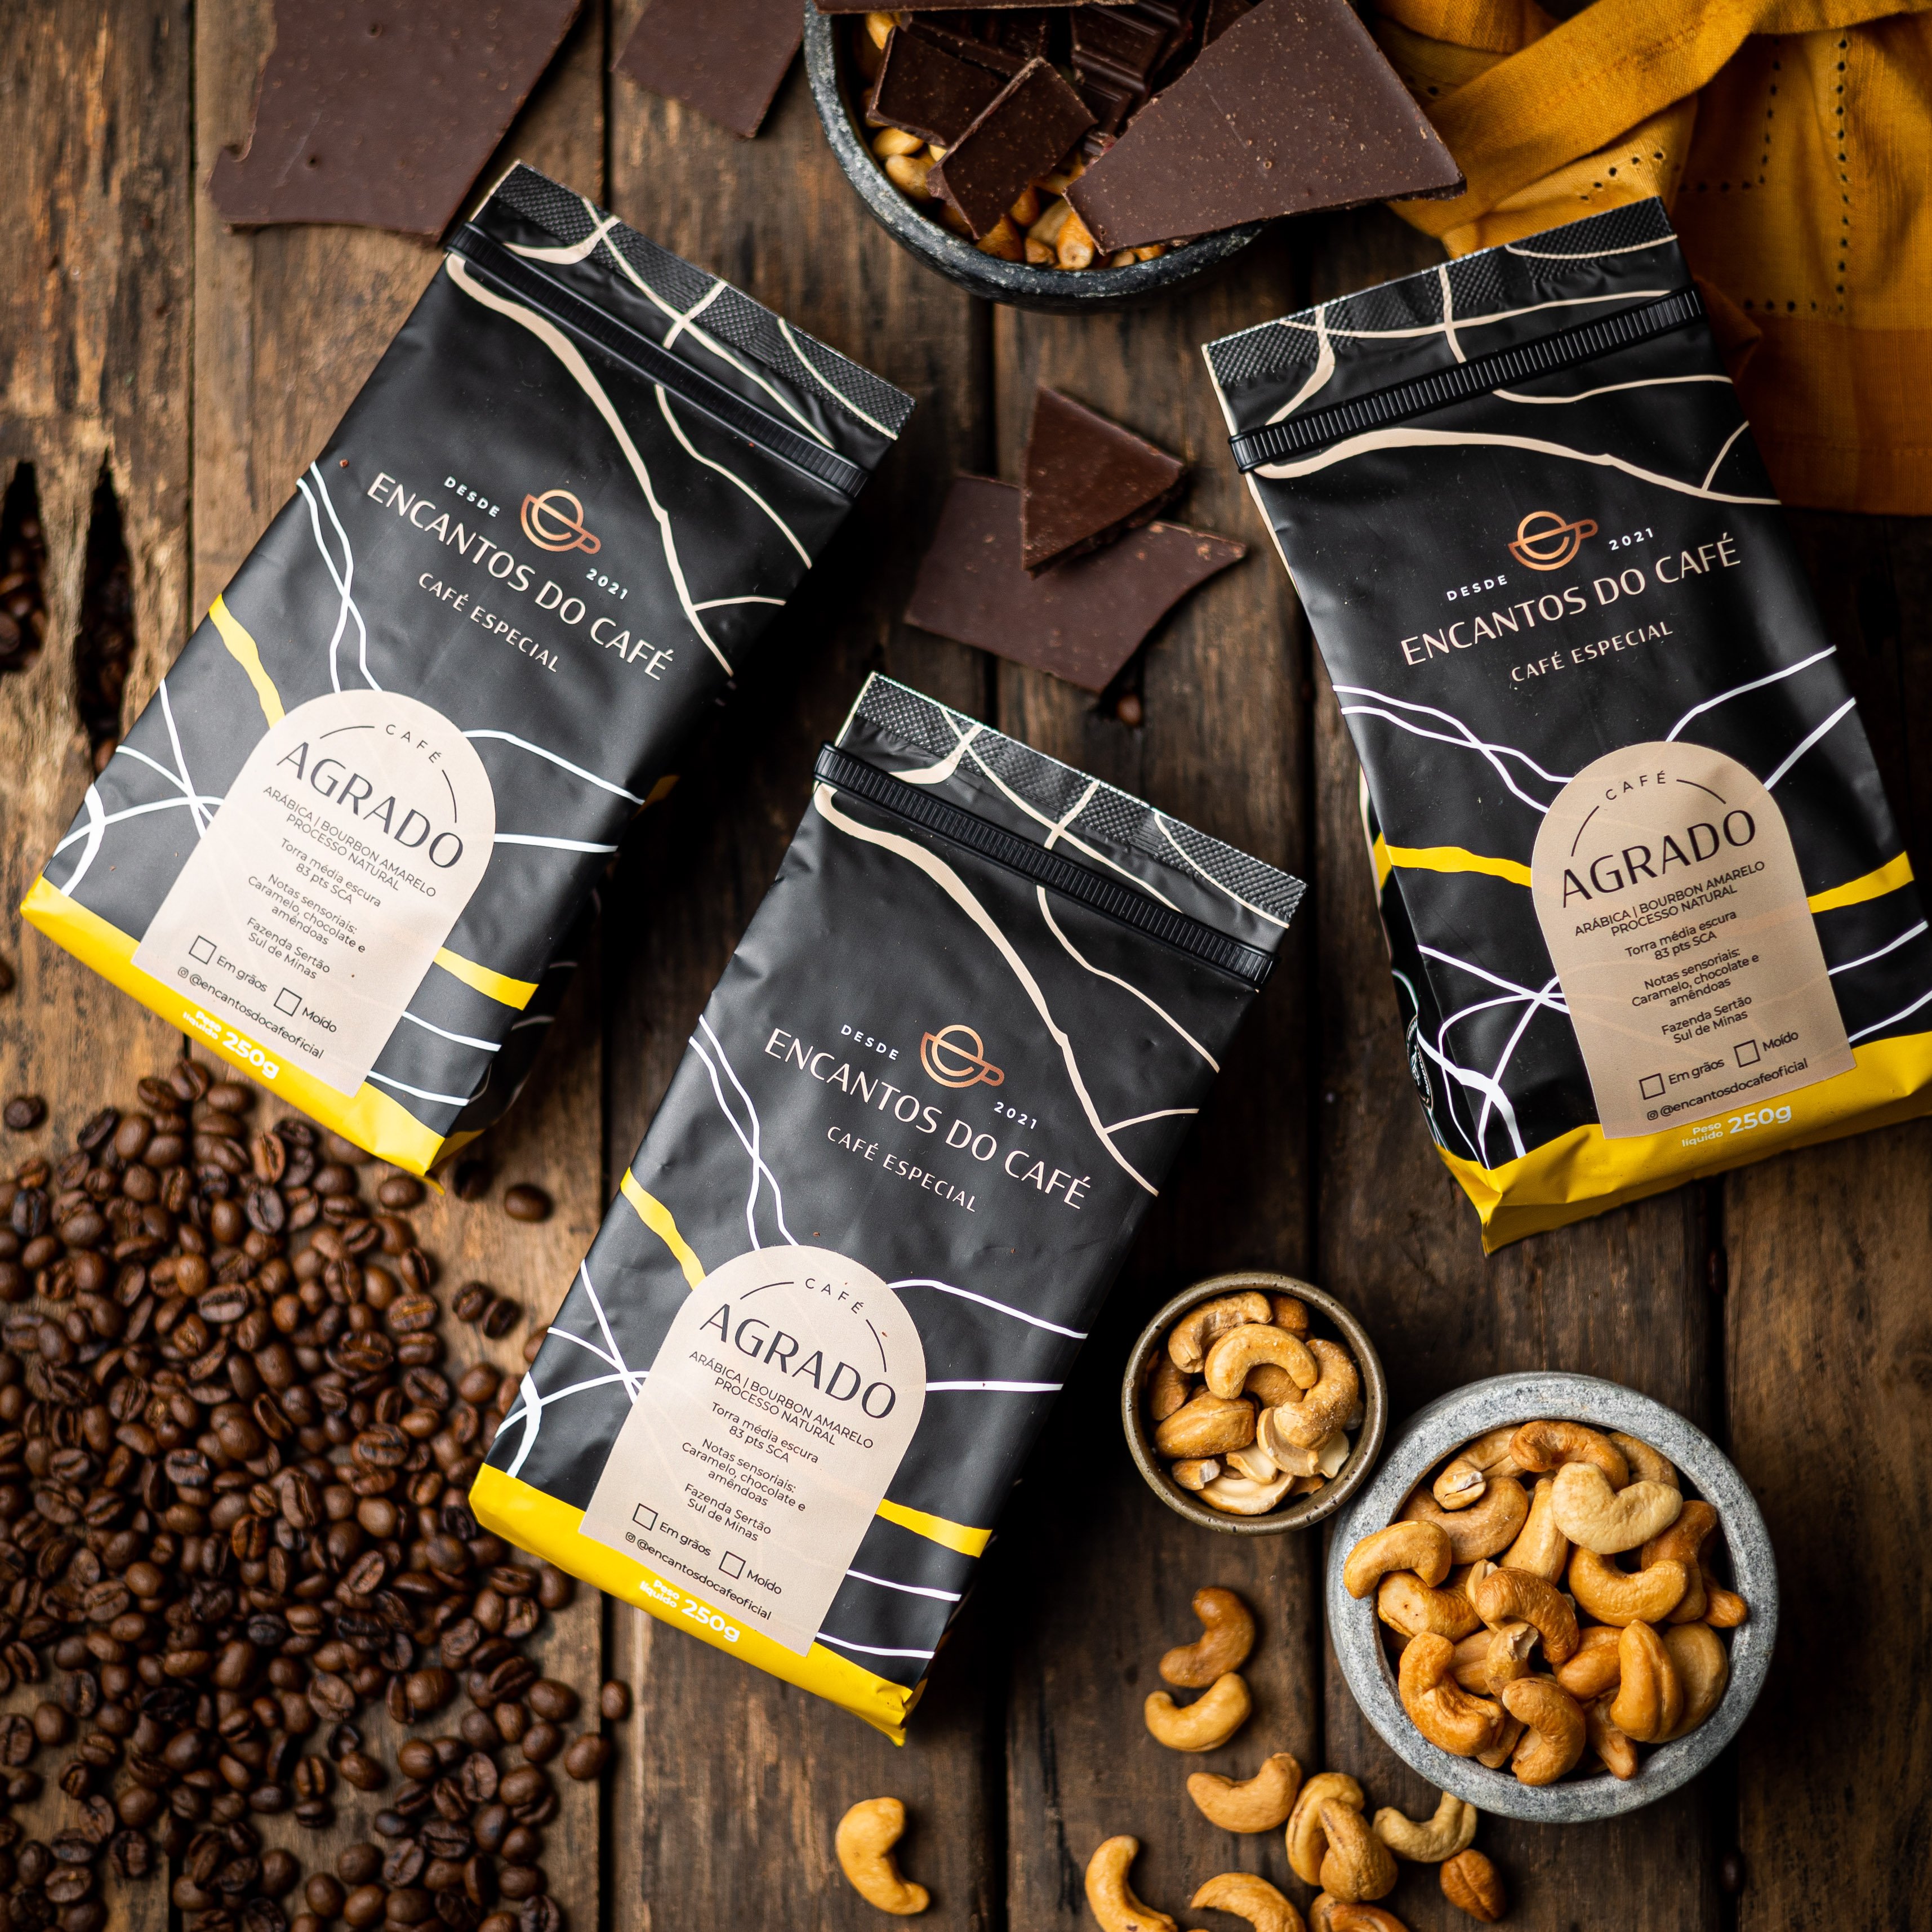 DESDE 2021
ENCANTOS DO CAFÉ
CAFÉ ESPECIAL
CAFÉ
AGRADO
ARÁBICA | BOURBON AMARELO
PROCESSO NATURAL
Torra média escura
83 pts SCA
Notas sensoriais:
Caramelo, chocolate e
amêndoas
Fazenda Sertão
Sul de Minas
Em grãos Moído
@encantosdocafeoficial
Peso
líquido 250g
DESDE 2021
ENCANTOS DO CAFÉ
CAFÉ ESPECIAL
CAFÉ
AGRADO
ARÁBICA | BOURBON AMARELO
PROCESSO NATURAL
Torra média escura
83 pts SCA
Notas sensoriais:
Caramelo, chocolate e
amêndoas
Fazenda Sertão
Sul de Minas
Em grãos Moído
@encantosdocafeoficial
Peso
líquido 250g
DESDE 2021
ENCANTOS DO CAFÉ
CAFÉ ESPECIAL
CAFÉ
AGRADO
ARÁBICA | BOURBON AMARELO
PROCESSO NATURAL
Torra média escura
83 pts SCA
Notas sensoriais:
Caramelo, chocolate e
amêndoas
Fazenda Sertão
Sul de Minas
Em grãos Moído
@encantosdocafeoficial
Peso
líquido 250g